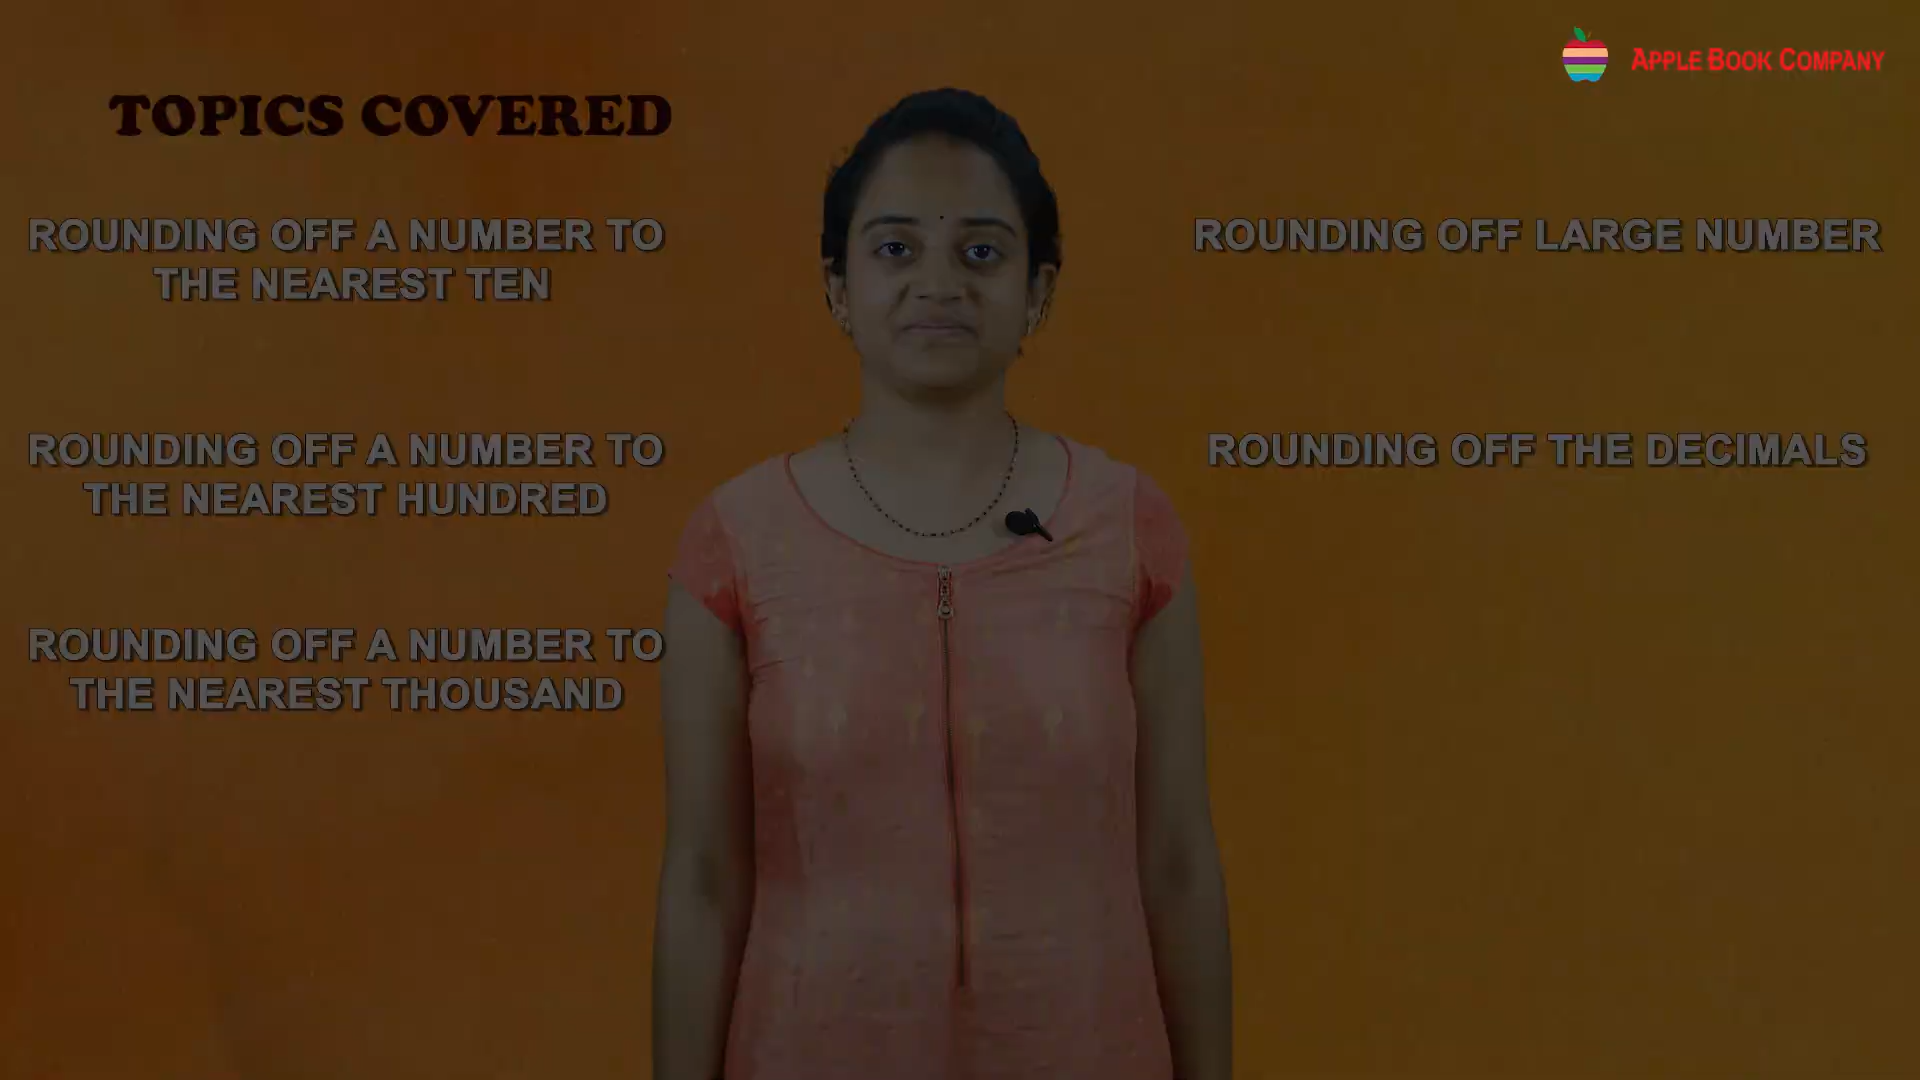 APPLE BOOK COMPANY
TOPICS COVERED
ROUNDING OFF A NUMBER TO
THE NEAREST TEN
ROUNDING OFF A NUMBER TO
THE NEAREST HUNDRED
ROUNDING OFF A NUMBER TO
THE NEAREST THOUSAND
ROUNDING OFF LARGE NUMBER
ROUNDING OFF THE DECIMALS